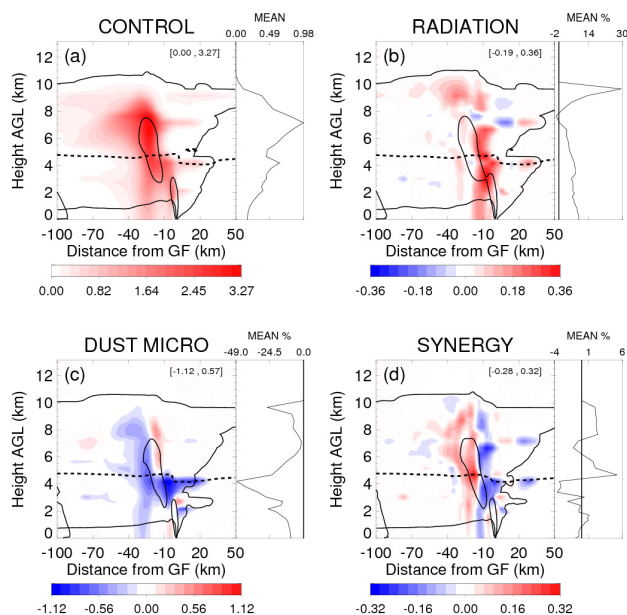 CONTROL
MEAN
0.00 0.49 0.98
(a)
[0.00 , 3.27]
Height AGL (km)
12
10
8
6
4
2
0
-100 -70 -40 -10 20 50
Distance from GF (km)
0.00 0.82 1.64 2.45 3.27
RADIATION
MEAN %
-2 14 30
(b)
[-0.19 , 0.36]
Height AGL (km)
12
10
8
6
4
2
0
-100 -70 -40 -10 20 50
Distance from GF (km)
-0.36 -0.18 0.00 0.18 0.36
DUST MICRO
MEAN %
-49.0 -24.5 0.0
(c)
[-1.12 , 0.57]
Height AGL (km)
12
10
8
6
4
2
0
-100 -70 -40 -10 20 50
Distance from GF (km)
-1.12 -0.56 0.00 0.56 1.12
SYNERGY
MEAN %
-4 1 6
(d)
[-0.28 , 0.32]
Height AGL (km)
12
10
8
6
4
2
0
-100 -70 -40 -10 20 50
Distance from GF (km)
-0.32 -0.16 0.00 0.16 0.32